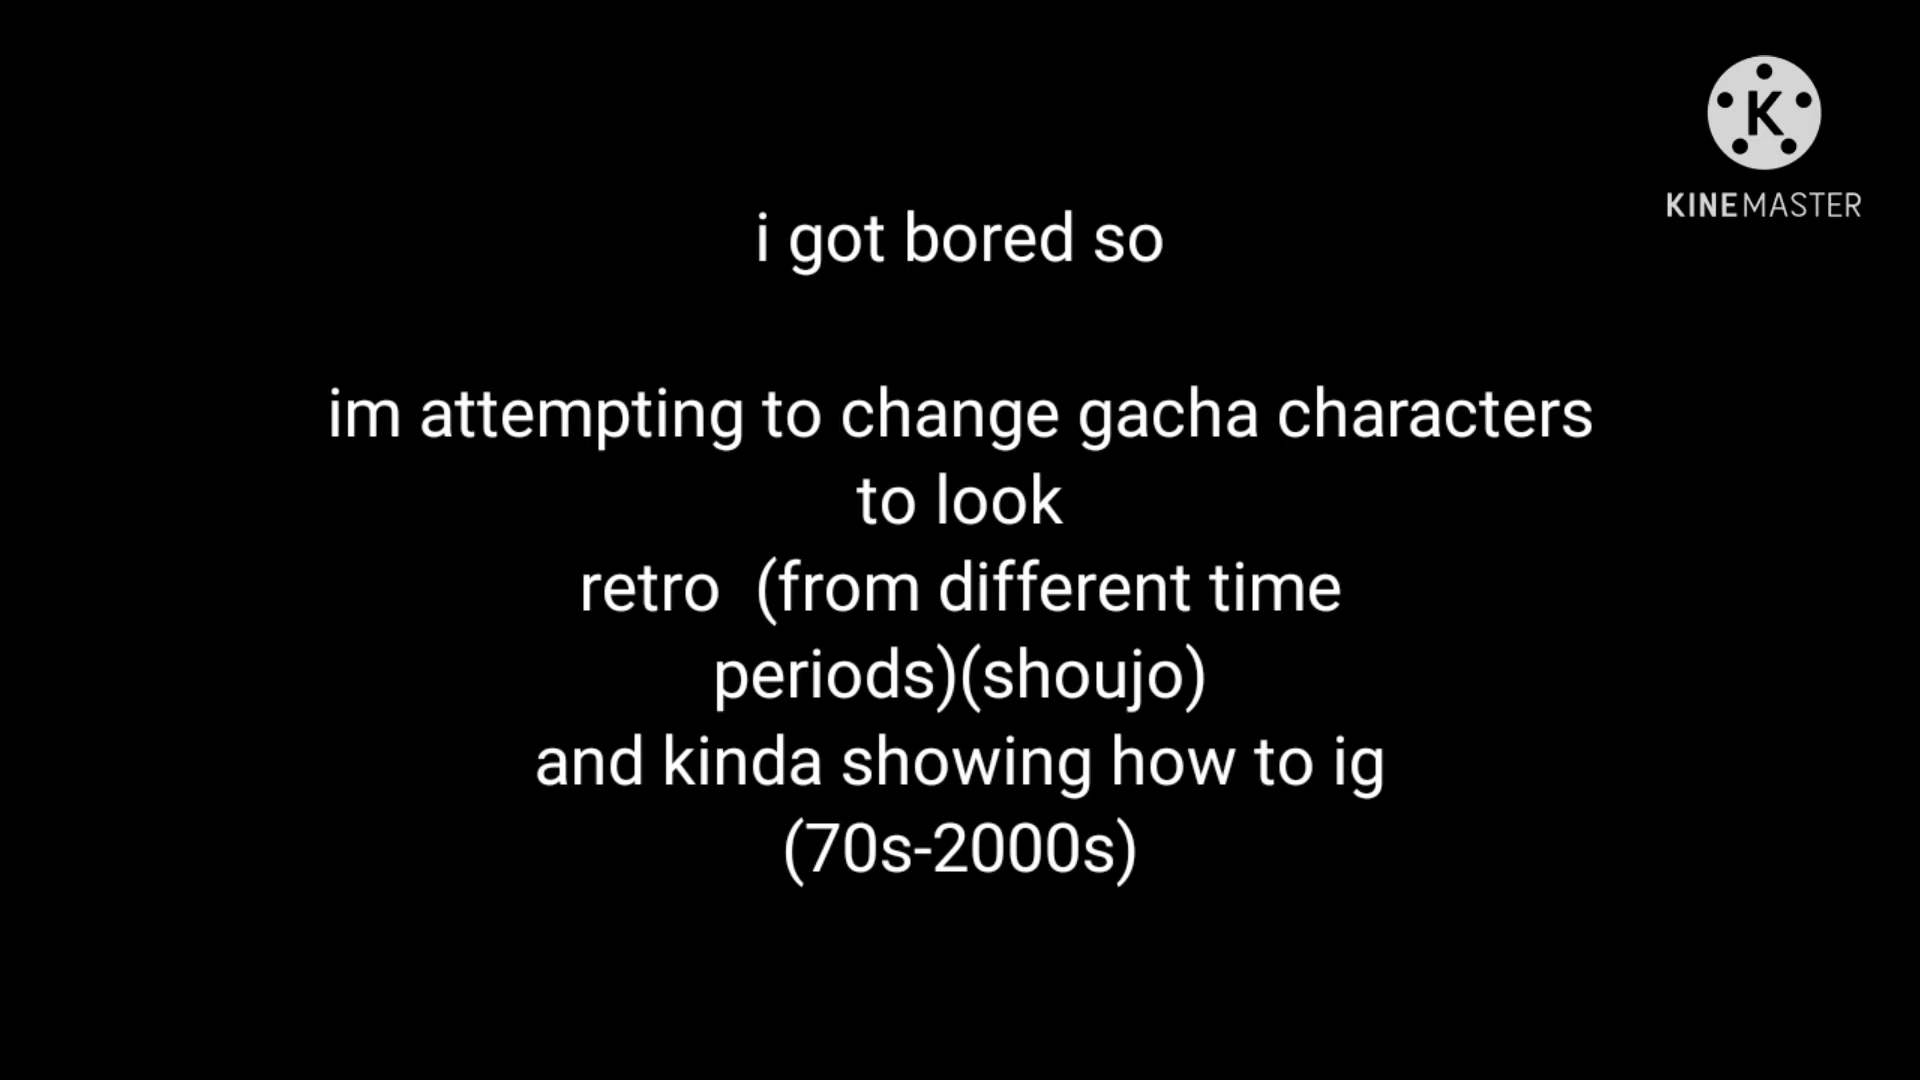 K
KINEMASTER
i got bored so
im attempting to change gacha characters
to look
retro  (from different time
periods)(shoujo)
and kinda showing how to ig
(70s-2000s)